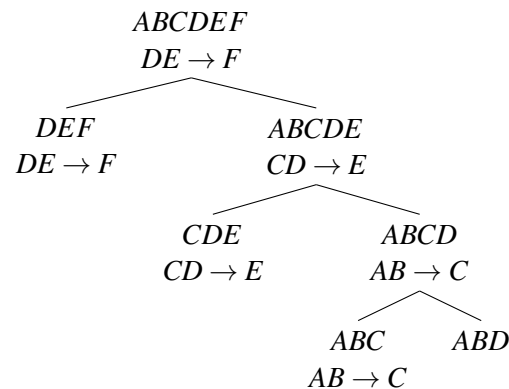 ABCDEF
DE → F
DEF
ABCDE
DE → F
CD → E
CDE
ABCD
CD → E
AB → C
ABC
ABD
AB → C